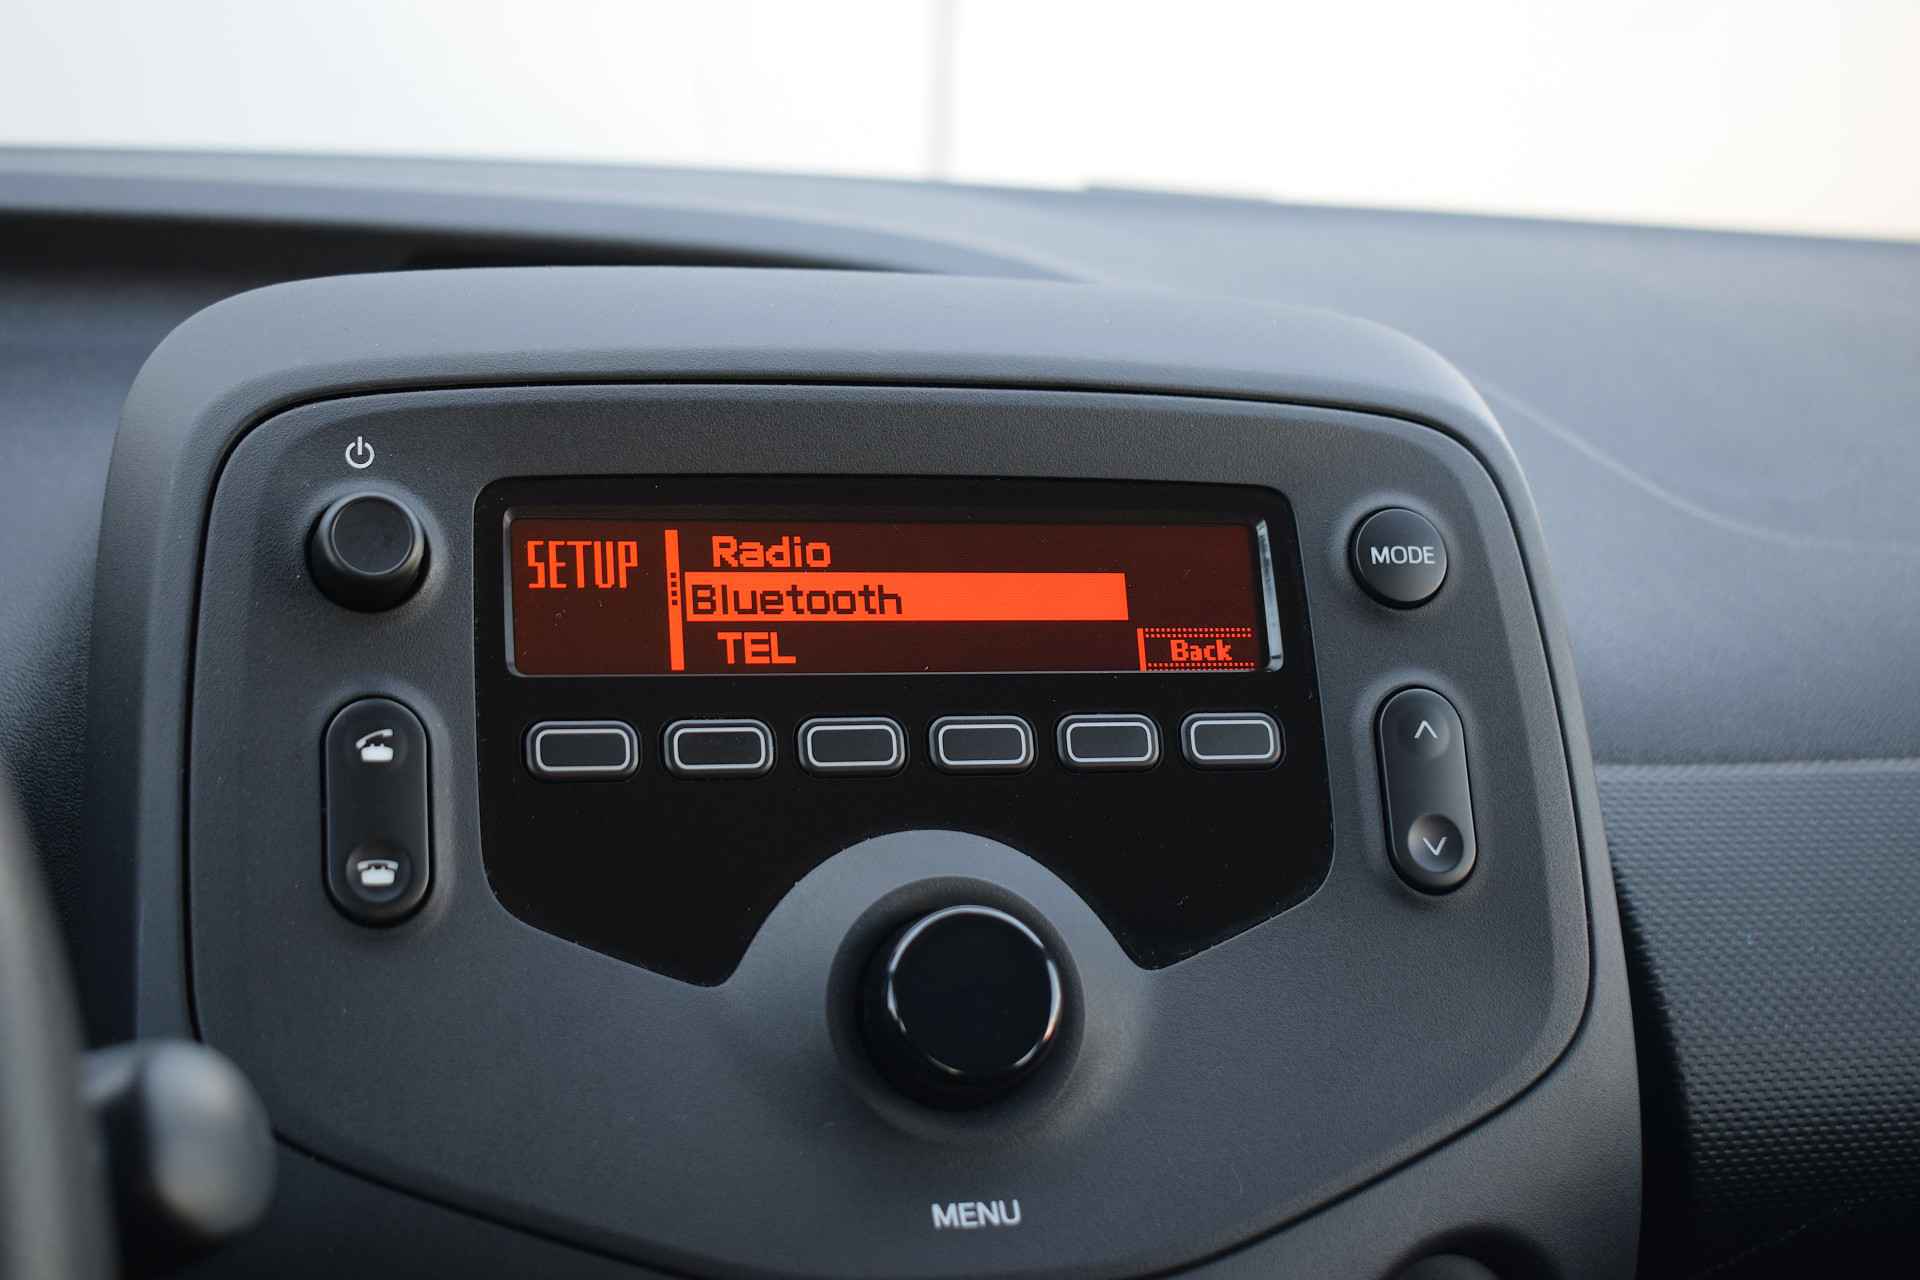 SETUP
Radio
Bluetooth
TEL
Back
MODE
MENU